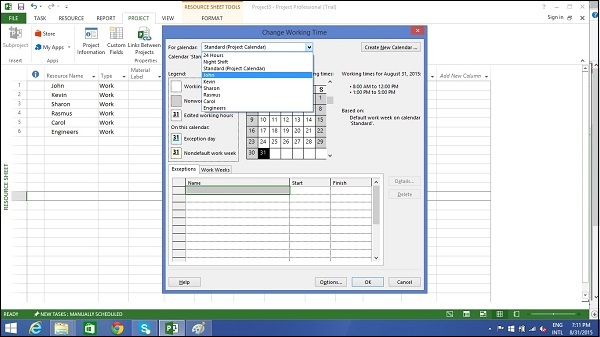 RESOURCE SHEET TOOLS
Project3 - Project Professional (Trial)
FILE
TASK
RESOURCE
REPORT
PROJECT
VIEW
FORMAT
Sign in
Insert
Store
My Apps
Apps
Project Information
Custom Fields
Links Between Projects
Change Working Time
For calendar:
Standard (Project Calendar)
Create New Calendar ...
24 Hours
Night Shift
Standard (Project Calendar)
John
Kevin
Sharon
Rasmus
Carol
Engineers
Calendar 'Stan
Legend:
Workin
Nonwork
31 Edited working hours
On this calendar:
31 Exception day
31 Nondefault work week
ing times:
S
1
8
9 10 11 12 13 14 15
16 17 18 19 20 21 22
23 24 25 26 27 28 29
30 31
Working times for August 31, 2015:
• 8:00 AM to 12:00 PM
• 1:00 PM to 5:00 PM
Based on:
Default work week on calendar
'Standard'.
Exceptions
Work Weeks
Name
Start
Finish
Details...
Delete
Help
Options...
OK
Cancel
Resource Name
Type
Material Label
Add New Column
1 John Work
2 Kevin Work
3 Sharon Work
4 Rasmus Work
5 Carol Work
6 Engineers Work
RESOURCE SHEET
READY
NEW TASKS : MANUALLY SCHEDULED
ENG
INTL
7:11 PM
8/31/2015